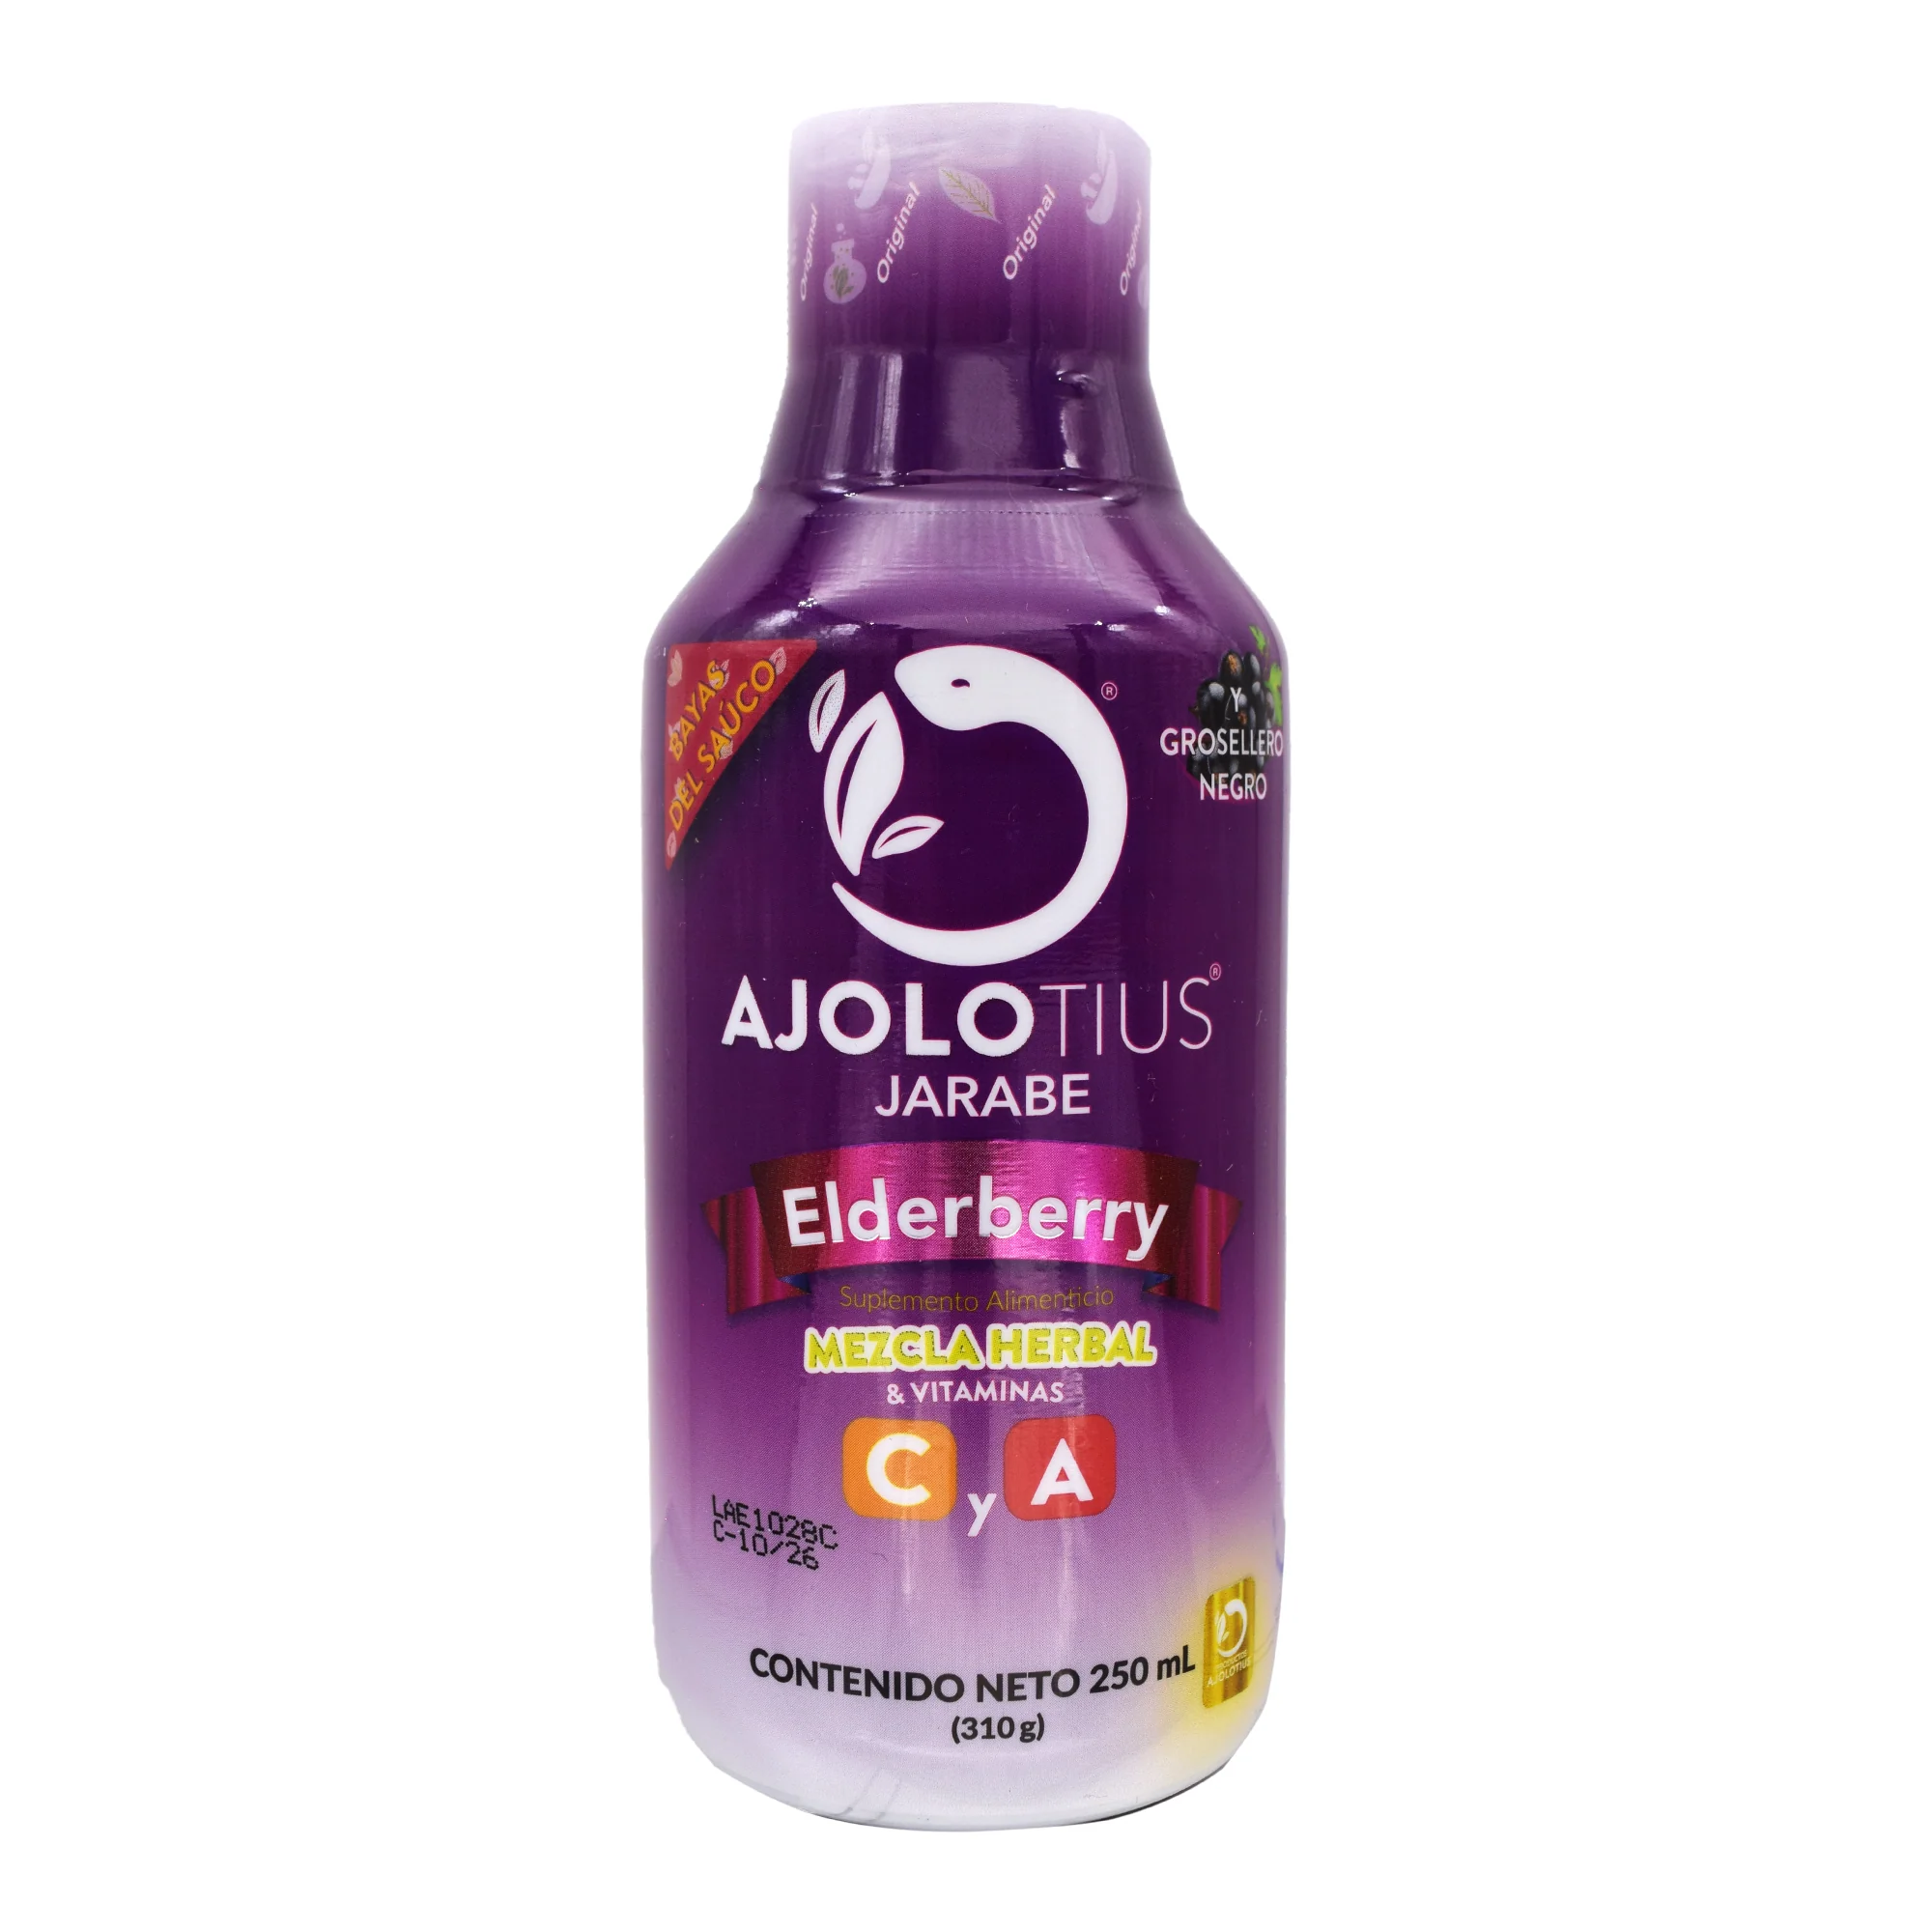 Original
Original
Original
Original
BAYAS
DEL SAÚCO
®
Y
GROSELLERO
NEGRO
AJOLOTIUS®
JARABE
Elderberry
Suplemento Alimenticio
MEZCLA HERBAL
& VITAMINAS
C y A
LAE1028C
C-10/26
CONTENIDO NETO 250 mL
(310 g)
AJOLOTIUS